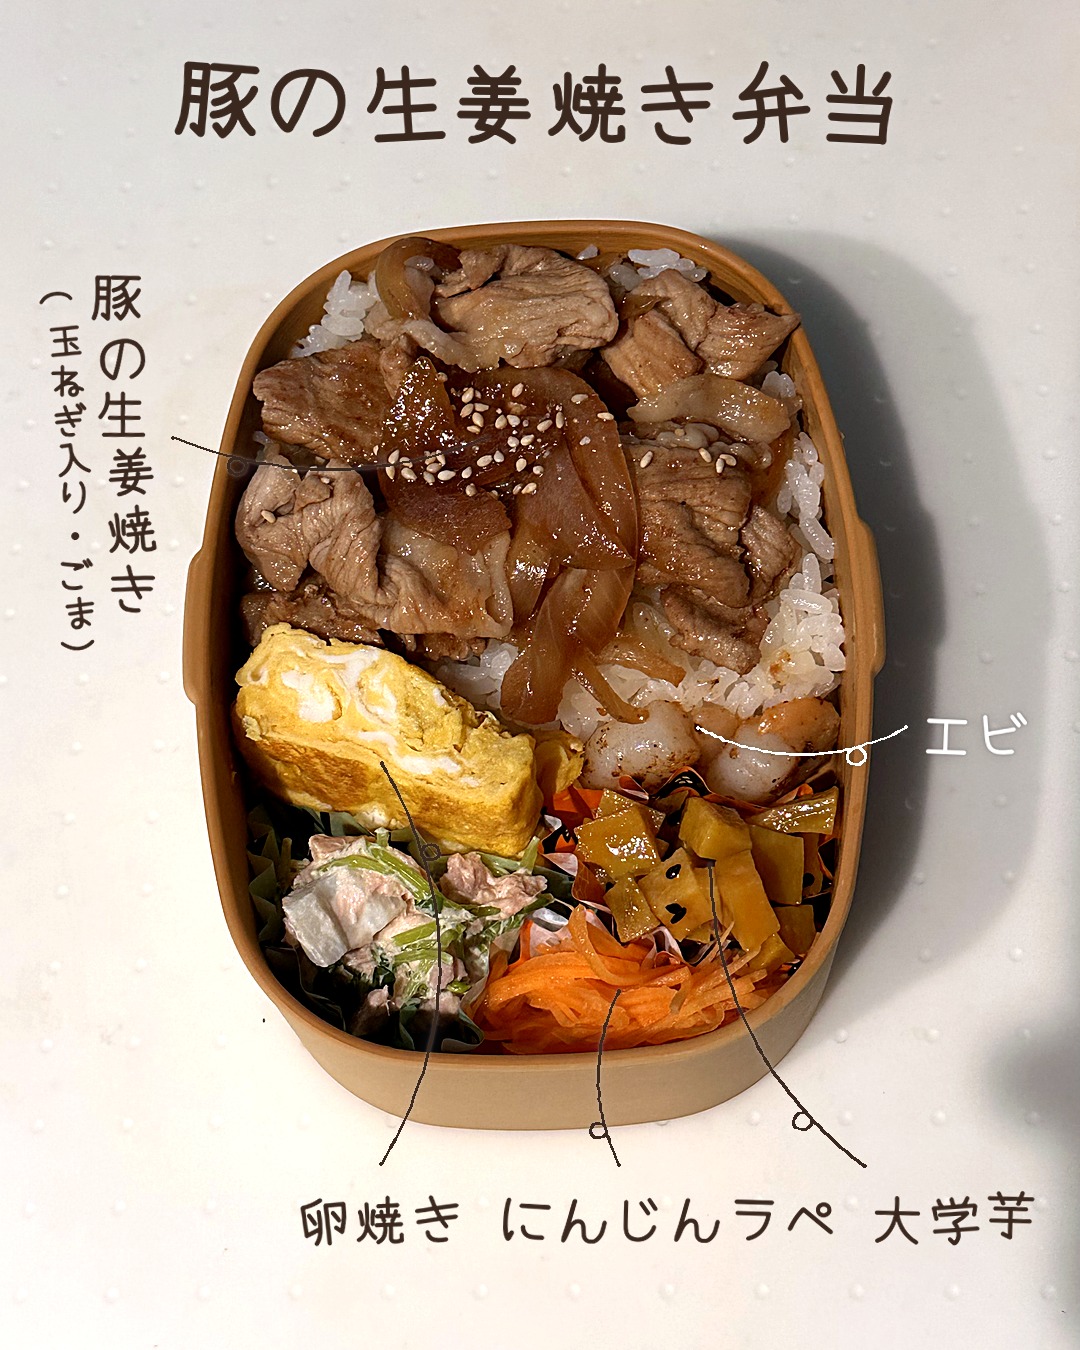 豚の生姜焼き弁当
豚の生姜焼き
（玉ねぎ入り・ごま）
エビ
卵焼き
にんじんラペ
大学芋